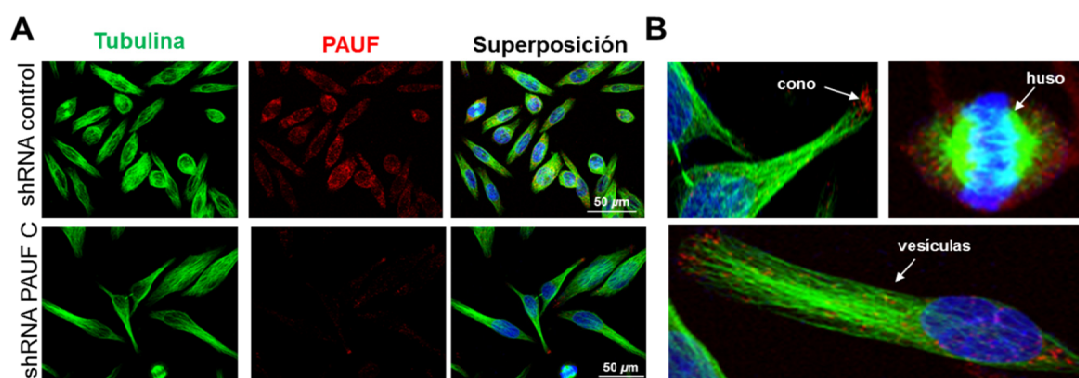 A
B
Tubulina
PAUF
Superposición
shRNA control
50 µm
shRNA PAUF C
50 µm
cono
huso
vesiculas